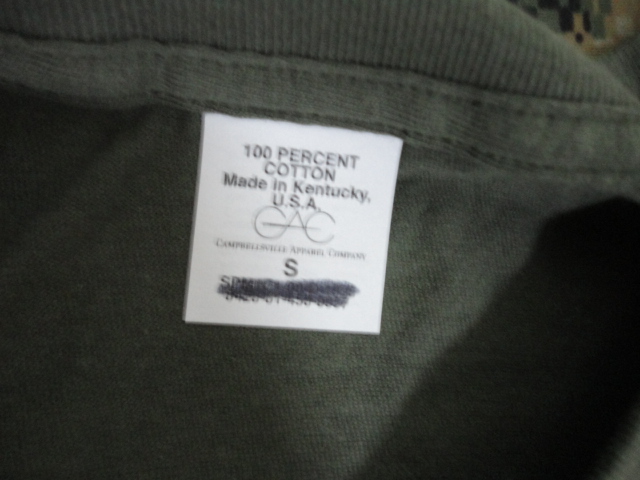 100 PERCENT
COTTON
Made in Kentucky,
U.S.A.
CAC
CAMPBELLSVILLE APPAREL COMPANY
S